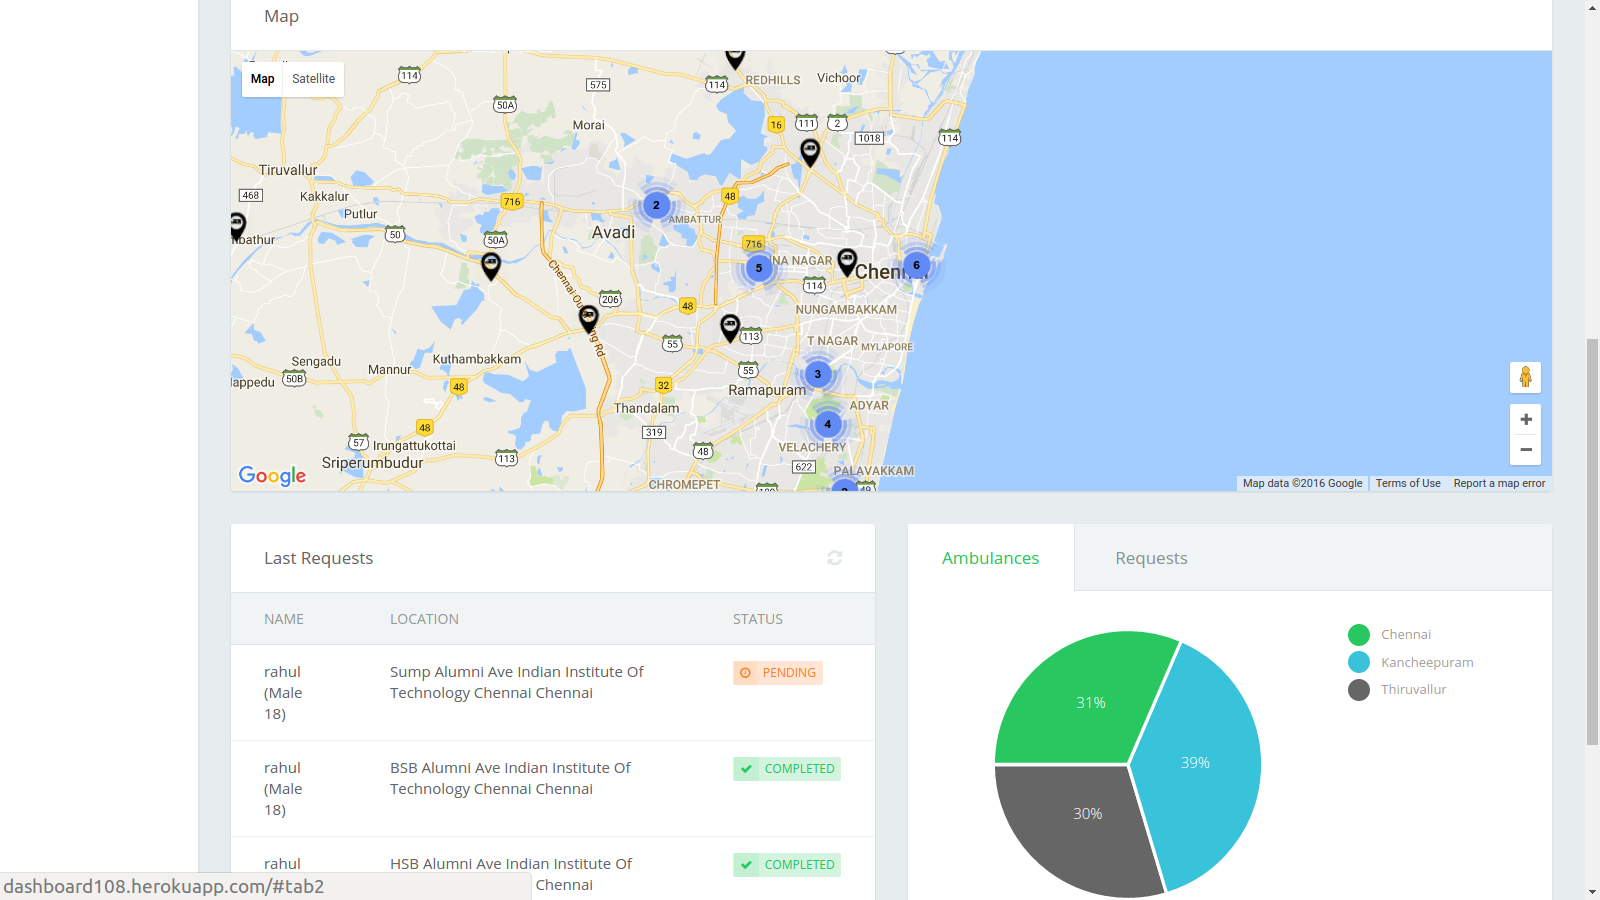 Map
Map Satellite
114
REDHILLS
Vichoor
575
114
50A
Morai
16
111
2
1018
114
Tiruvallur
468
Kakkalur
Putlur
716
2
48
AMBATTUR
50
50A
Avadi
716
5
NA NAGAR
6
114
Chennai Ou
ng Rd
206
48
NUNGAMBAKKAM
113
55
T NAGAR
MYLAPORE
Sengadu
Kuthambakkam
Mannur
50B
48
55
3
32
Ramapuram
Thandalam
ADYAR
48
319
4
57
Irungattukottai
VELACHERY
48
Sriperumbudur
113
622
PALAVAKKAM
CHROMEPET
49
Google
Map data ©2016 Google Terms of Use Report a map error
Last Requests
NAME LOCATION STATUS
rahul (Male 18)
Sump Alumni Ave Indian Institute Of
Technology Chennai Chennai
PENDING
rahul (Male 18)
BSB Alumni Ave Indian Institute Of
Technology Chennai Chennai
COMPLETED
rahul
HSB Alumni Ave Indian Institute Of
Chennai
COMPLETED
Ambulances Requests
Chennai
Kancheepuram
Thiruvallur
31%
39%
30%
dashboard108.herokuapp.com/#tab2